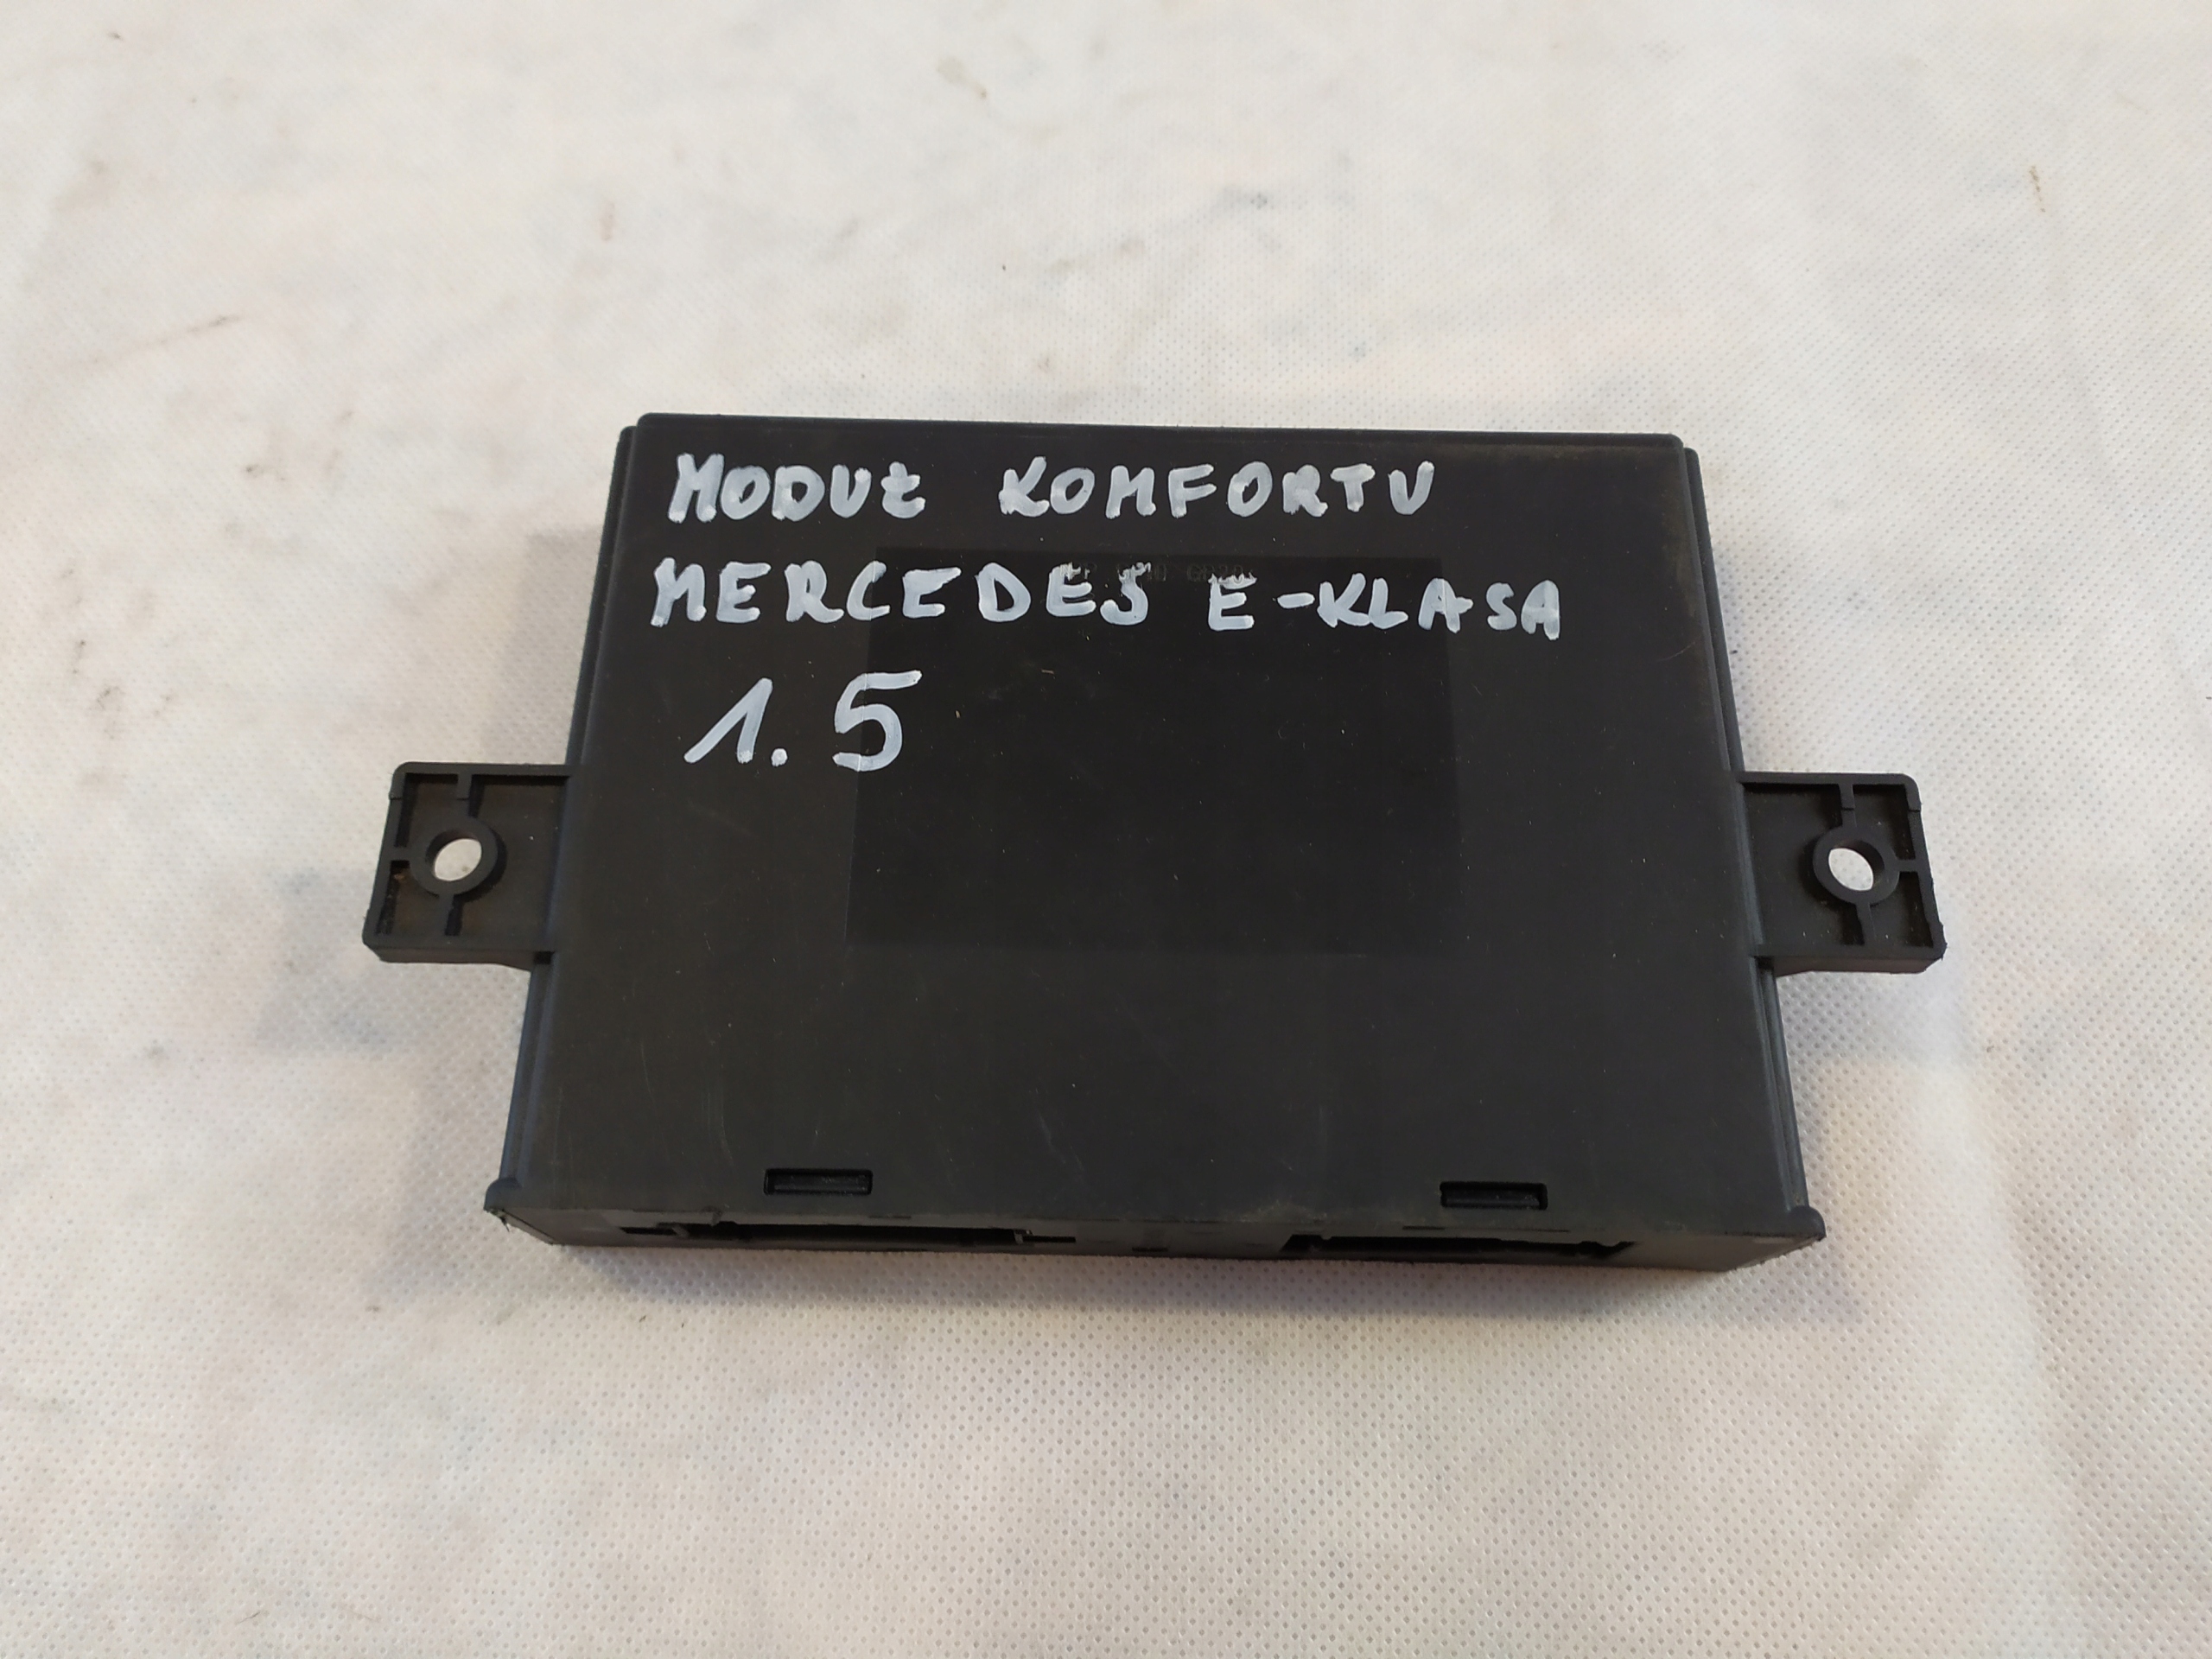 MODUŁ KOMFORTU
MERCEDES E-KLASA
1.5